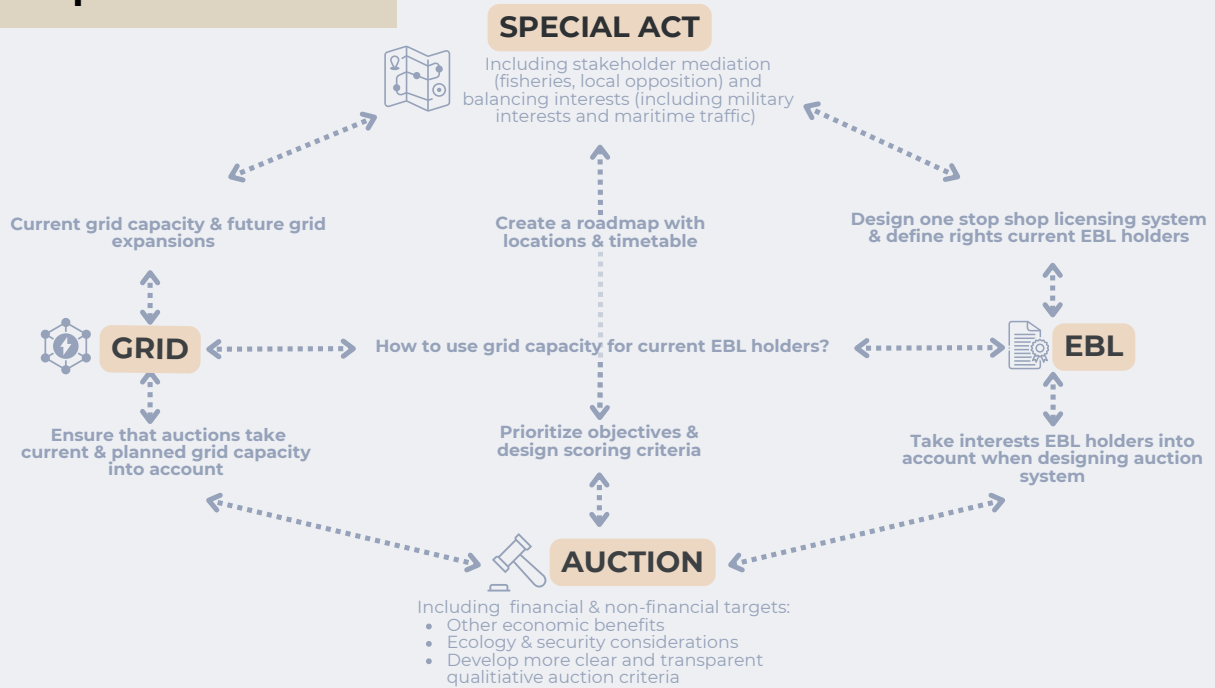 SPECIAL ACT
Including stakeholder mediation
(fisheries, local opposition) and
balancing interests (including military
interests and maritime traffic)
Current grid capacity & future grid
expansions
Create a roadmap with
locations & timetable
Design one stop shop licensing system
& define rights current EBL holders
GRID
How to use grid capacity for current EBL holders?
EBL
Ensure that auctions take
current & planned grid capacity
into account
Prioritize objectives &
design scoring criteria
Take interests EBL holders into
account when designing auction
system
AUCTION
Including financial & non-financial targets:
• Other economic benefits
• Ecology & security considerations
• Develop more clear and transparent
qualitiative auction criteria